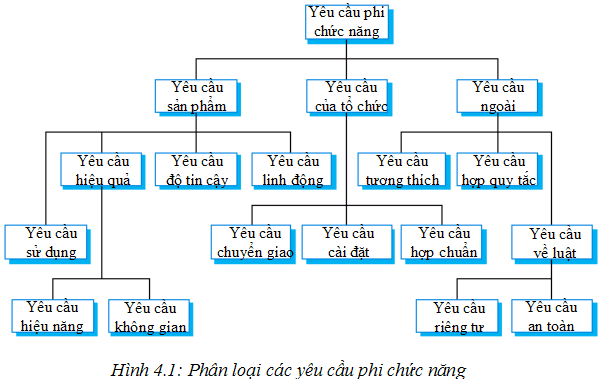 Yêu cầu phi
chức năng
Yêu cầu
sản phẩm
Yêu cầu
của tổ chức
Yêu cầu
ngoài
Yêu cầu
hiệu quả
Yêu cầu
độ tin cậy
Yêu cầu
linh động
Yêu cầu
tương thích
Yêu cầu
hợp quy tắc
Yêu cầu
sử dụng
Yêu cầu
chuyển giao
Yêu cầu
cài đặt
Yêu cầu
hợp chuẩn
Yêu cầu
về luật
Yêu cầu
hiệu năng
Yêu cầu
không gian
Yêu cầu
riêng tư
Yêu cầu
an toàn
Hình 4.1: Phân loại các yêu cầu phi chức năng